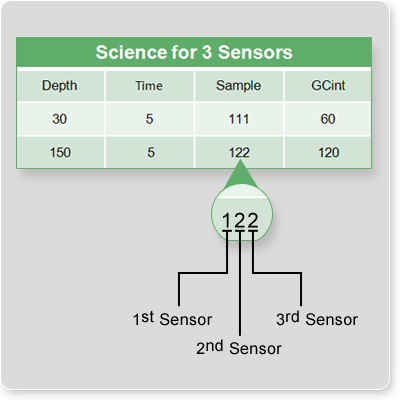 Science for 3 Sensors
Depth Time Sample GCint
30 5 111 60
150 5 122 120
122
1st Sensor
3rd Sensor
2nd Sensor